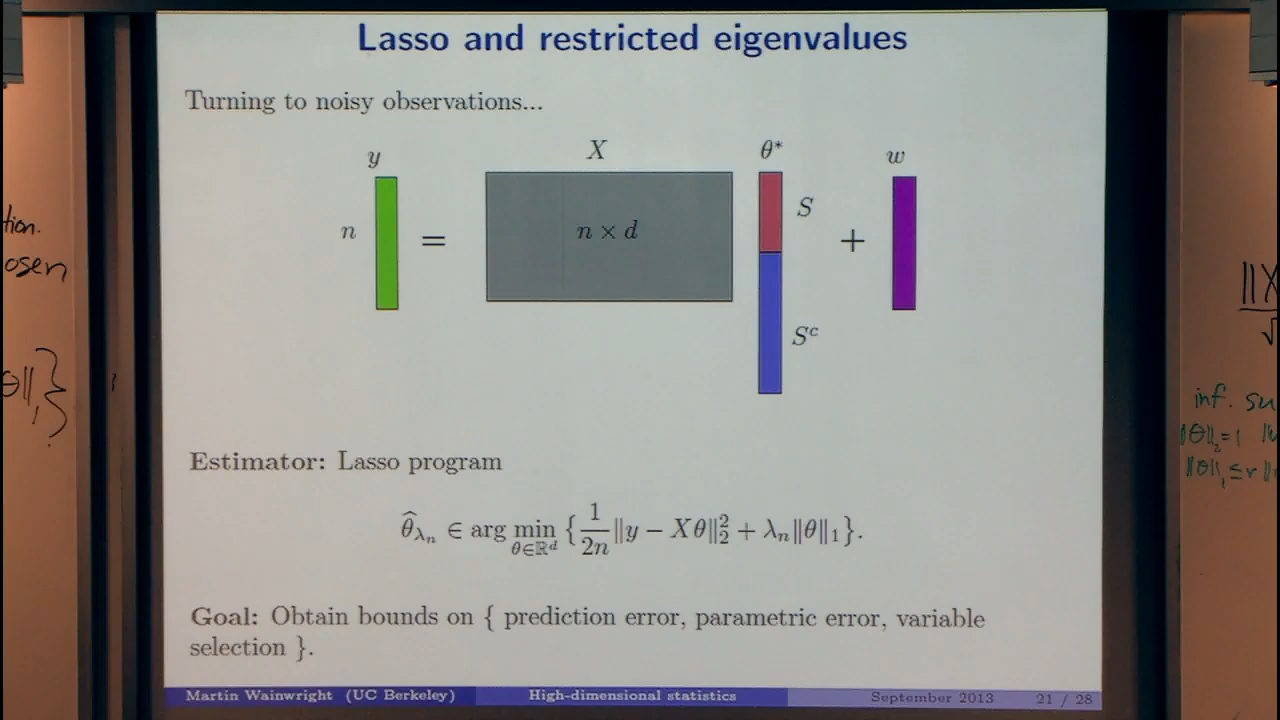 Lasso and restricted eigenvalues
Turning to noisy observations...
y X θ* w
n = n × d S +
S^c
Estimator: Lasso program
θ̂_{λ_n} ∈ arg min_{θ∈ℝ^d} {1/2n ‖y − Xθ‖₂² + λ_n‖θ‖₁}.
Goal: Obtain bounds on { prediction error, parametric error, variable
selection }.
Martin Wainwright (UC Berkeley) High-dimensional statistics September 2013 21 / 28
tion.
osen
θ‖₁}
‖X
√
inf. su
‖θ‖₂=1
‖θ‖₁≤r‖